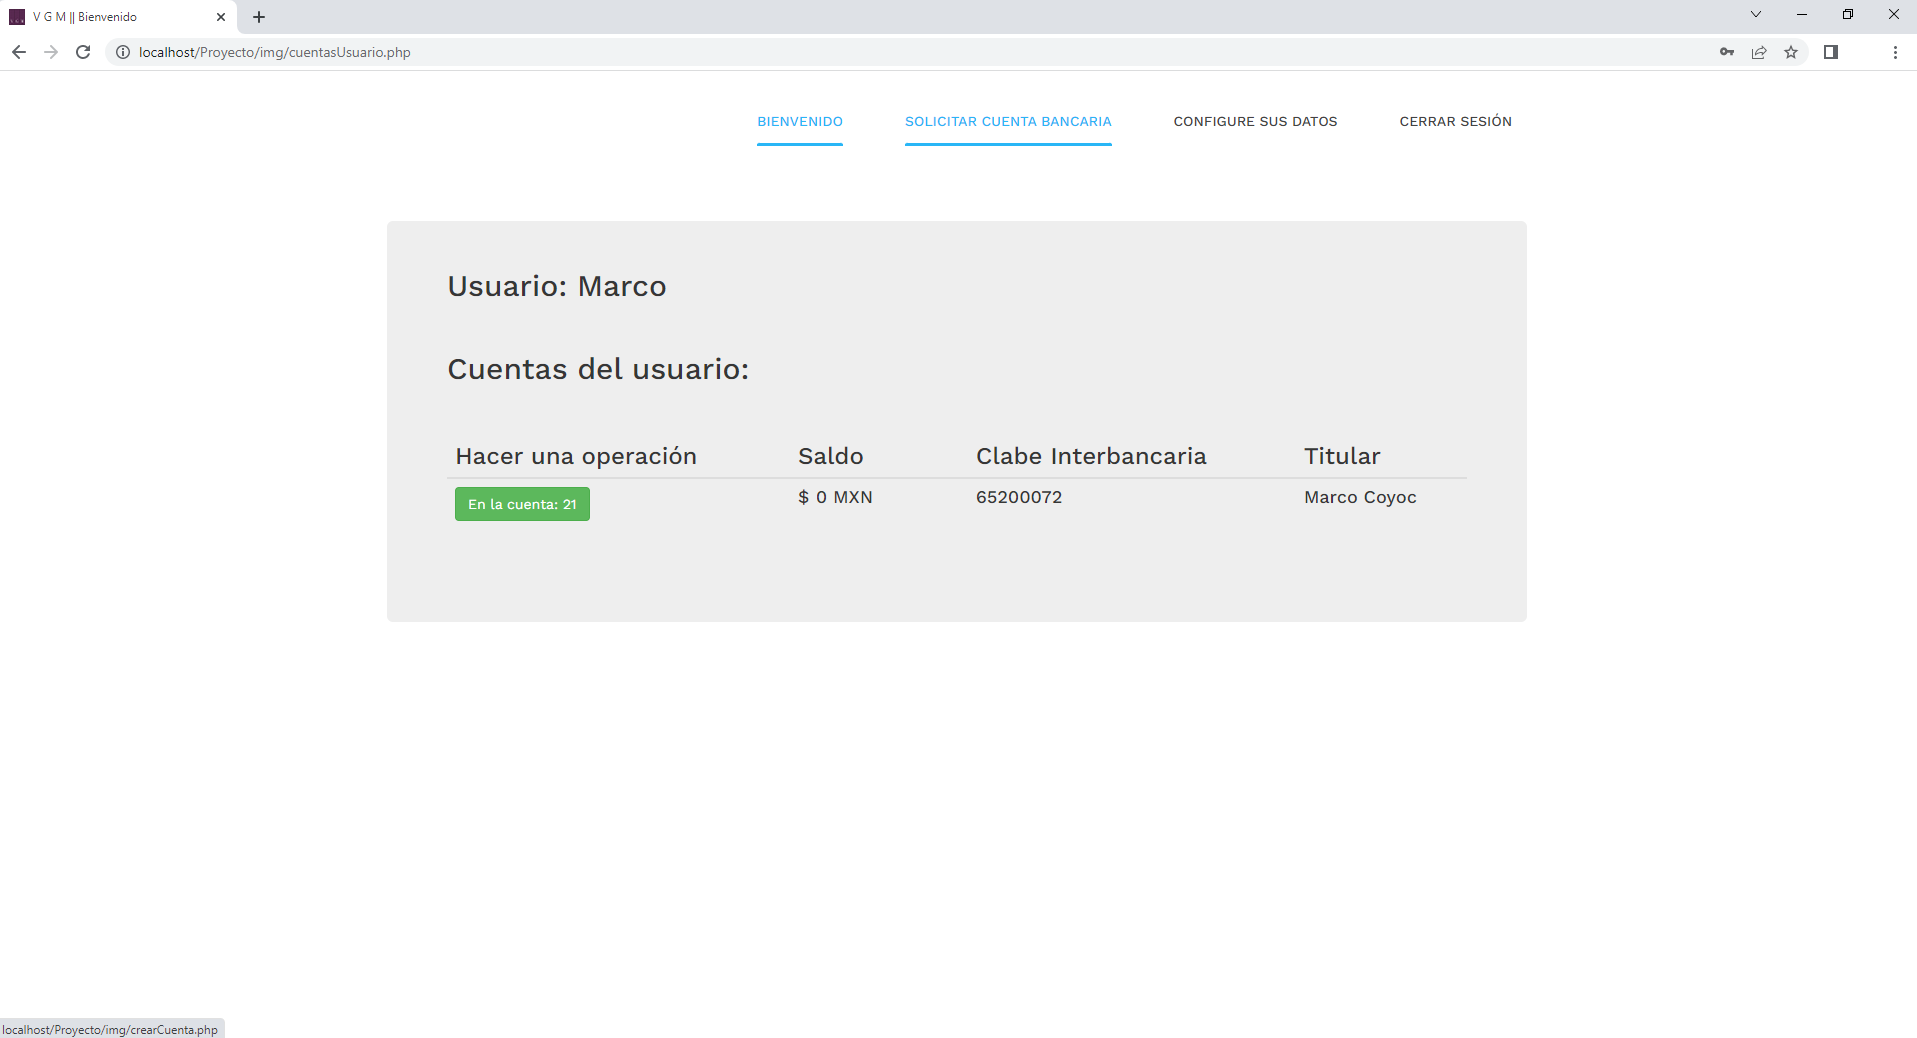 V G M || Bienvenido
localhost/Proyecto/img/cuentasUsuario.php
BIENVENIDO SOLICITAR CUENTA BANCARIA CONFIGURE SUS DATOS CERRAR SESIÓN
Usuario: Marco
Cuentas del usuario:
Hacer una operación Saldo Clabe Interbancaria Titular
En la cuenta: 21 $ 0 MXN 65200072 Marco Coyoc
localhost/Proyecto/img/crearCuenta.php